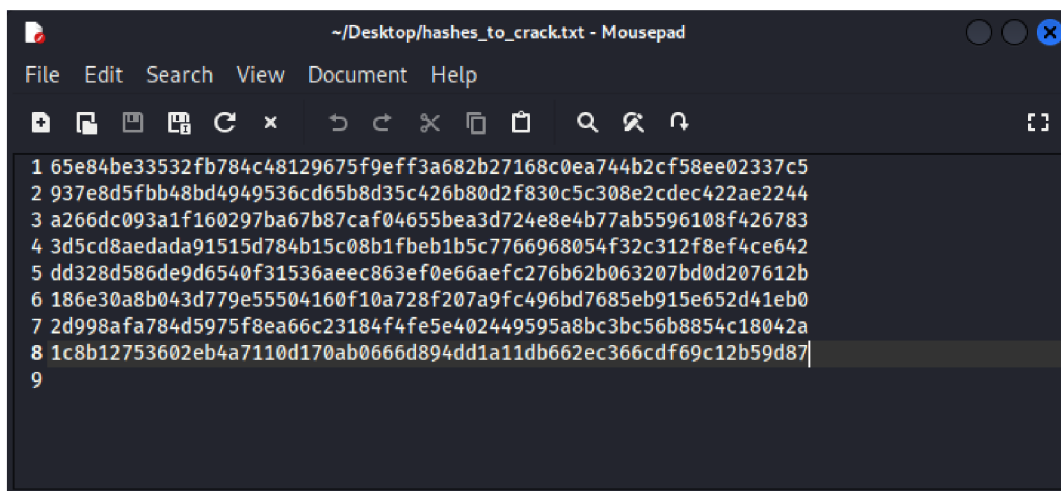 ~/Desktop/hashes_to_crack.txt - Mousepad
File Edit Search View Document Help
1 65e84be33532fb784c48129675f9eff3a682b27168c0ea744b2cf58ee02337c5
2 937e8d5fbb48bd4949536cd65b8d35c426b80d2f830c5c308e2cdec422ae2244
3 a266dc093a1f160297ba67b87caf04655bea3d724e8e4b77ab5596108f426783
4 3d5cd8aedada91515d784b15c08b1fbeb1b5c7766968054f32c312f8ef4ce642
5 dd328d586de9d6540f31536aeec863ef0e66aefc276b62b063207bd0d207612b
6 186e30a8b043d779e55504160f10a728f207a9fc496bd7685eb915e652d41eb0
7 2d998afa784d5975f8ea66c23184f4fe5e402449595a8bc3bc56b8854c18042a
8 1c8b12753602eb4a7110d170ab0666d894dd1a11db662ec366cdf69c12b59d87
9